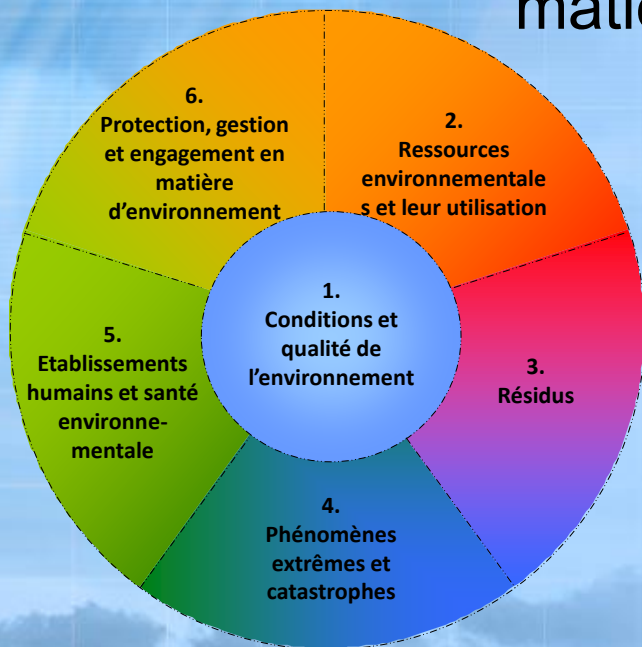 matiè
6.
Protection, gestion
et engagement en
matière
d'environnement
2.
Ressources
environnementale
s et leur utilisation
1.
Conditions et
qualité de
l'environnement
3.
Résidus
5.
Etablissements
humains et santé
environne-
mentale
4.
Phénomènes
extrêmes et
catastrophes